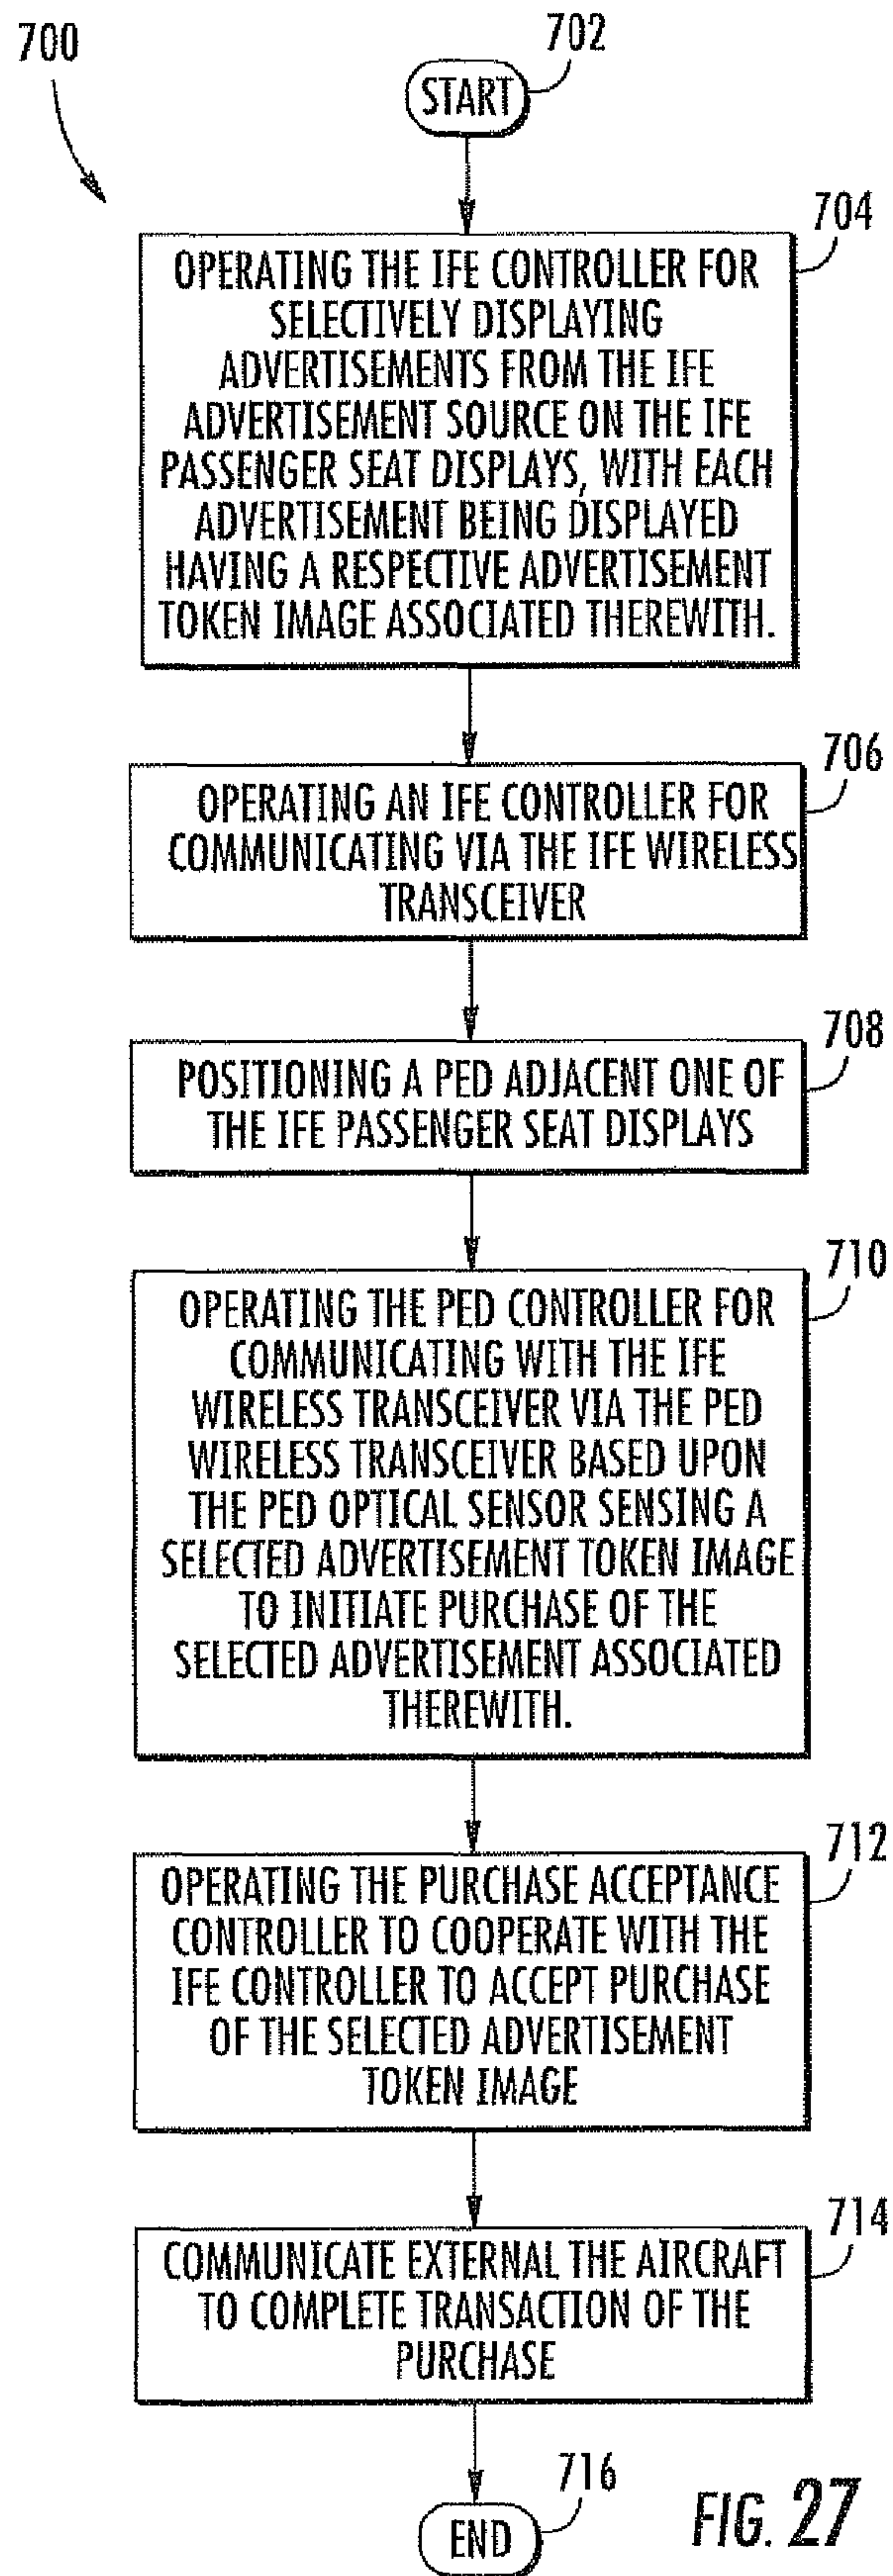 700
702
START
704
OPERATING THE IFE CONTROLLER FOR
SELECTIVELY DISPLAYING
ADVERTISEMENTS FROM THE IFE
ADVERTISEMENT SOURCE ON THE IFE
PASSENGER SEAT DISPLAYS, WITH EACH
ADVERTISEMENT BEING DISPLAYED
HAVING A RESPECTIVE ADVERTISEMENT
TOKEN IMAGE ASSOCIATED THEREWITH.
706
OPERATING AN IFE CONTROLLER FOR
COMMUNICATING VIA THE IFE WIRELESS
TRANSCEIVER
708
POSITIONING A PED ADJACENT ONE OF
THE IFE PASSENGER SEAT DISPLAYS
710
OPERATING THE PED CONTROLLER FOR
COMMUNICATING WITH THE IFE
WIRELESS TRANSCEIVER VIA THE PED
WIRELESS TRANSCEIVER BASED UPON
THE PED OPTICAL SENSOR SENSING A
SELECTED ADVERTISEMENT TOKEN IMAGE
TO INITIATE PURCHASE OF THE
SELECTED ADVERTISEMENT ASSOCIATED
THEREWITH.
712
OPERATING THE PURCHASE ACCEPTANCE
CONTROLLER TO COOPERATE WITH THE
IFE CONTROLLER TO ACCEPT PURCHASE
OF THE SELECTED ADVERTISEMENT
TOKEN IMAGE
714
COMMUNICATE EXTERNAL THE AIRCRAFT
TO COMPLETE TRANSACTION OF THE
PURCHASE
716
END
FIG. 27